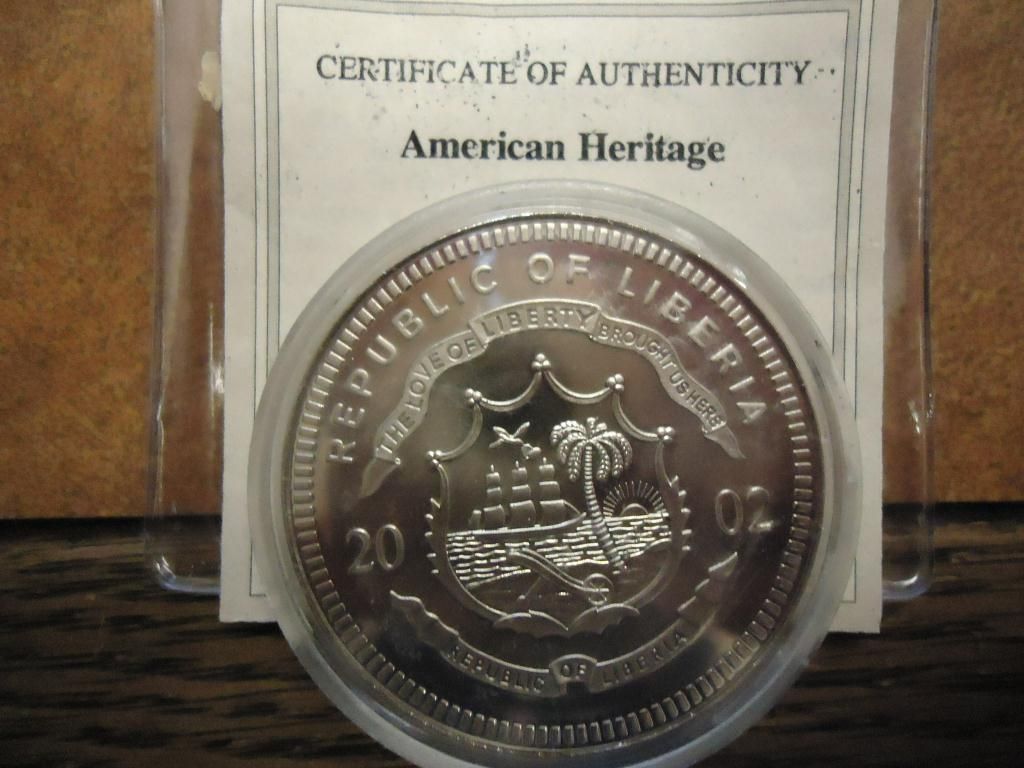 CERTIFICATE OF AUTHENTICITY
American Heritage
REPUBLIC OF LIBERIA
THE LOVE OF LIBERTY BROUGHT US HERE
20 02
REPUBLIC OF LIBERIA